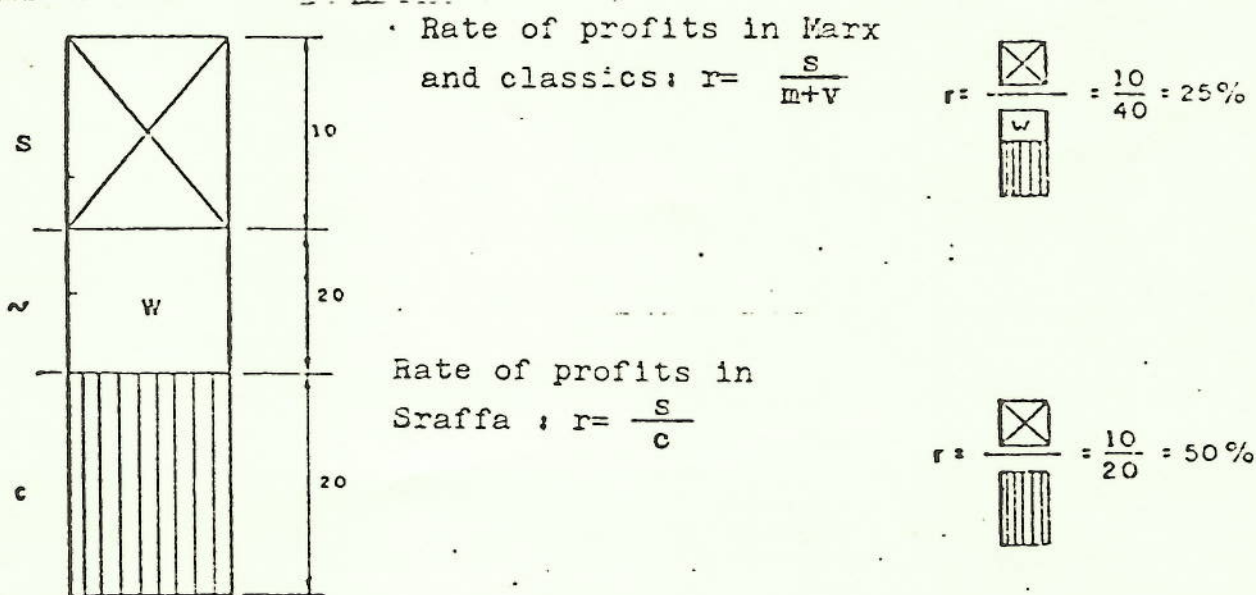 Rate of profits in Marx
and classics: r= s/m+v
r= W = 10/40 = 25%
S
10
~
W
20
Rate of profits in
Sraffa : r= s/c
r= = 10/20 = 50%
c
20